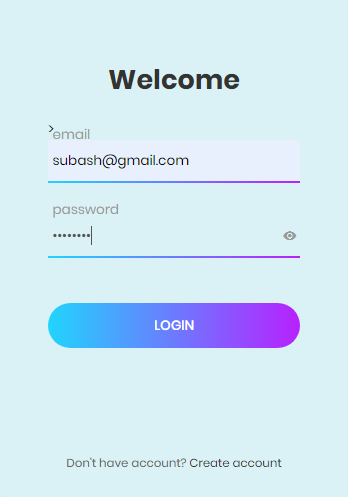 Welcome
>
email
subash@gmail.com
password
••••••••
LOGIN
Don't have account? Create account